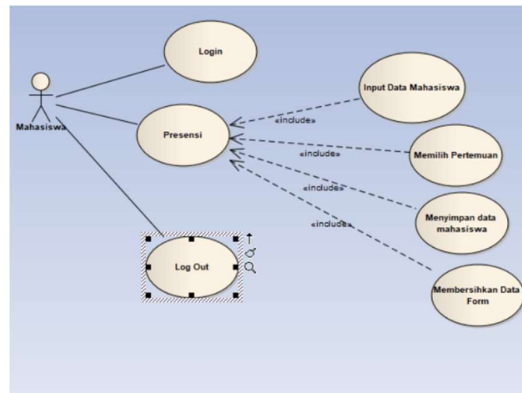 Login
Input Data Mahasiswa
Mahasiswa
Presensi
«include»
«include»
Memilih Pertemuan
«include»
Menyimpan data
mahasiswa
«include»
Log Out
Membersihkan Data
Form